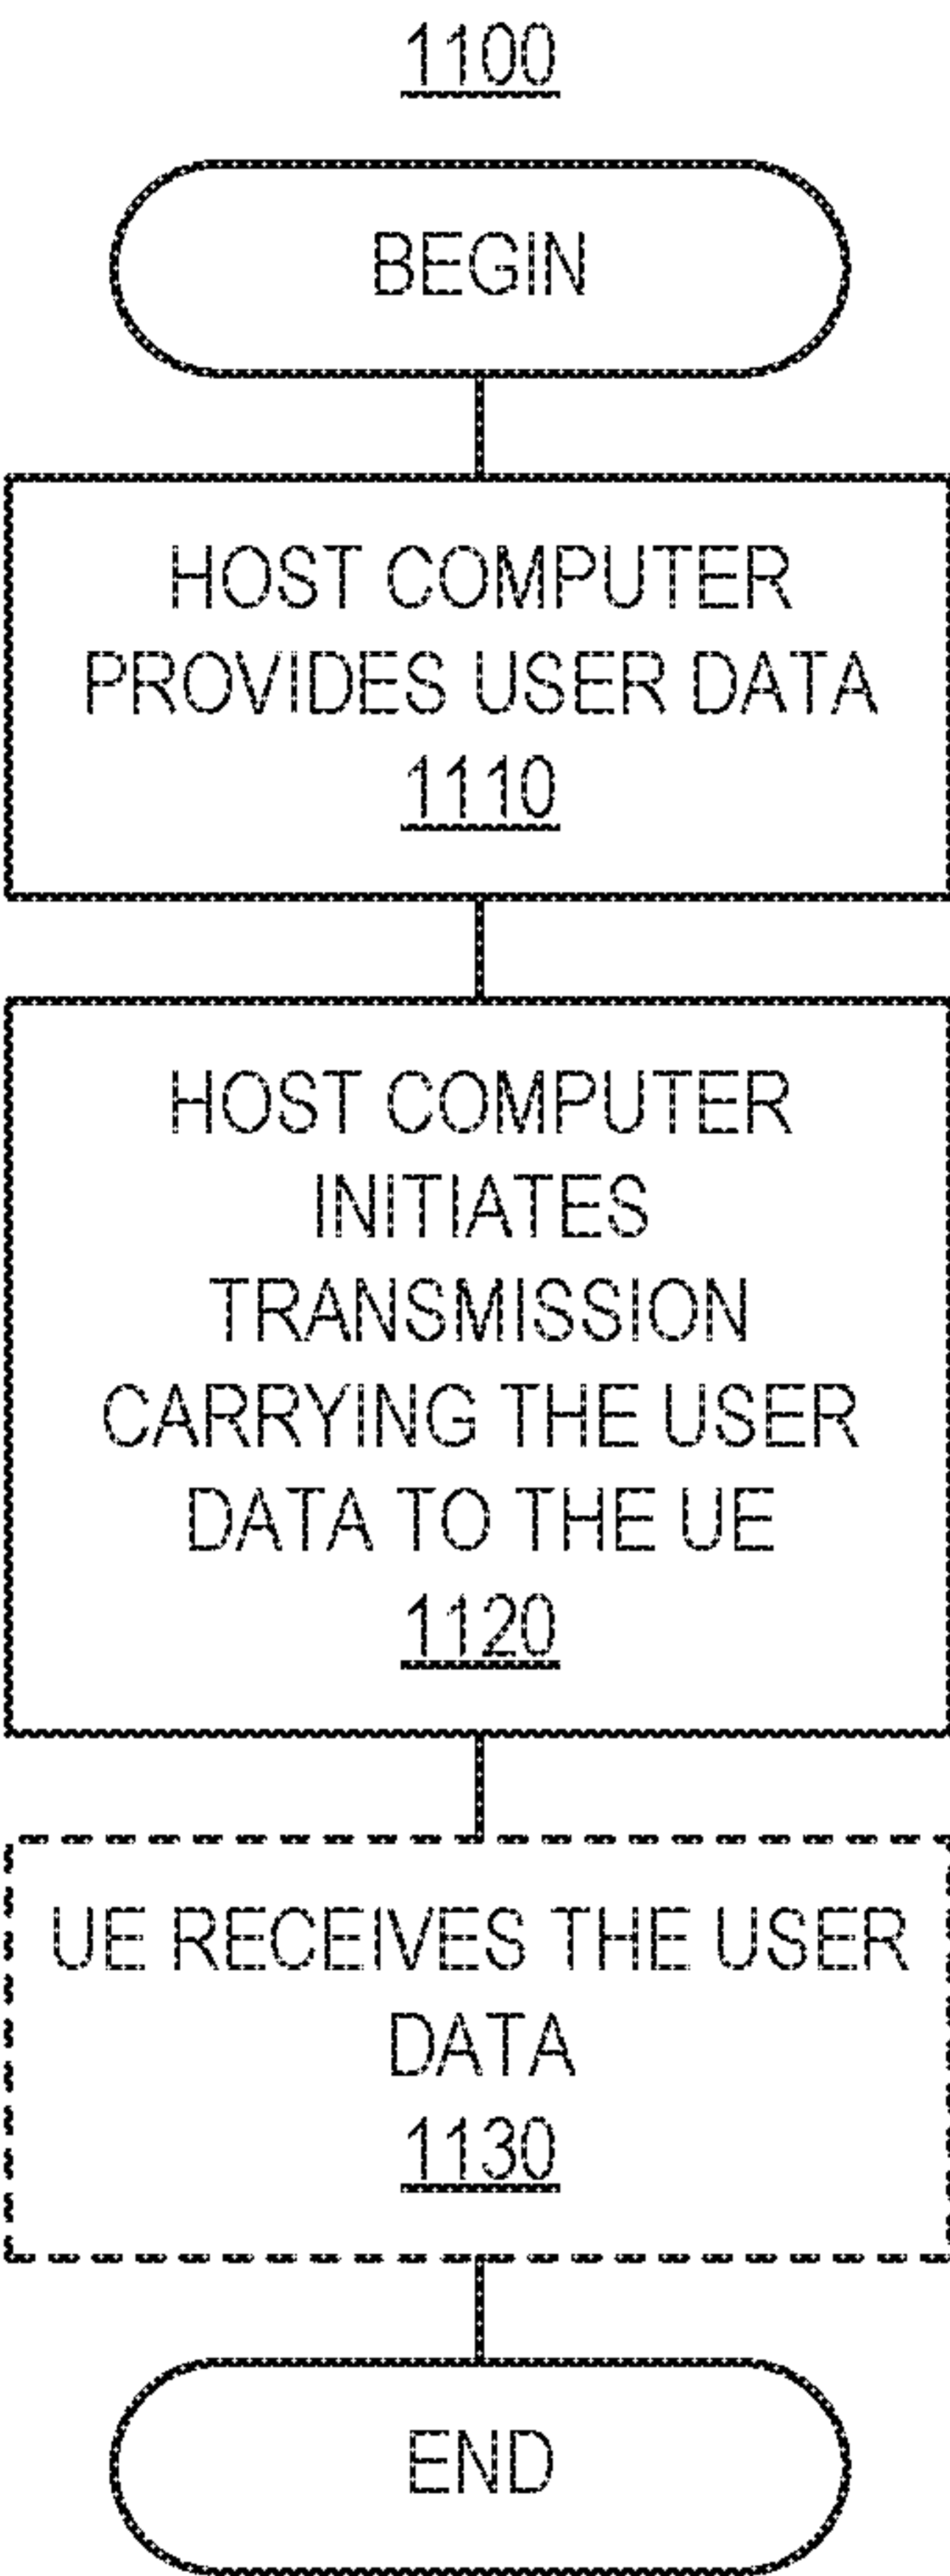 1100
BEGIN
HOST COMPUTER
PROVIDES USER DATA
1110
HOST COMPUTER
INITIATES
TRANSMISSION
CARRYING THE USER
DATA TO THE UE
1120
UE RECEIVES THE USER
DATA
1130
END